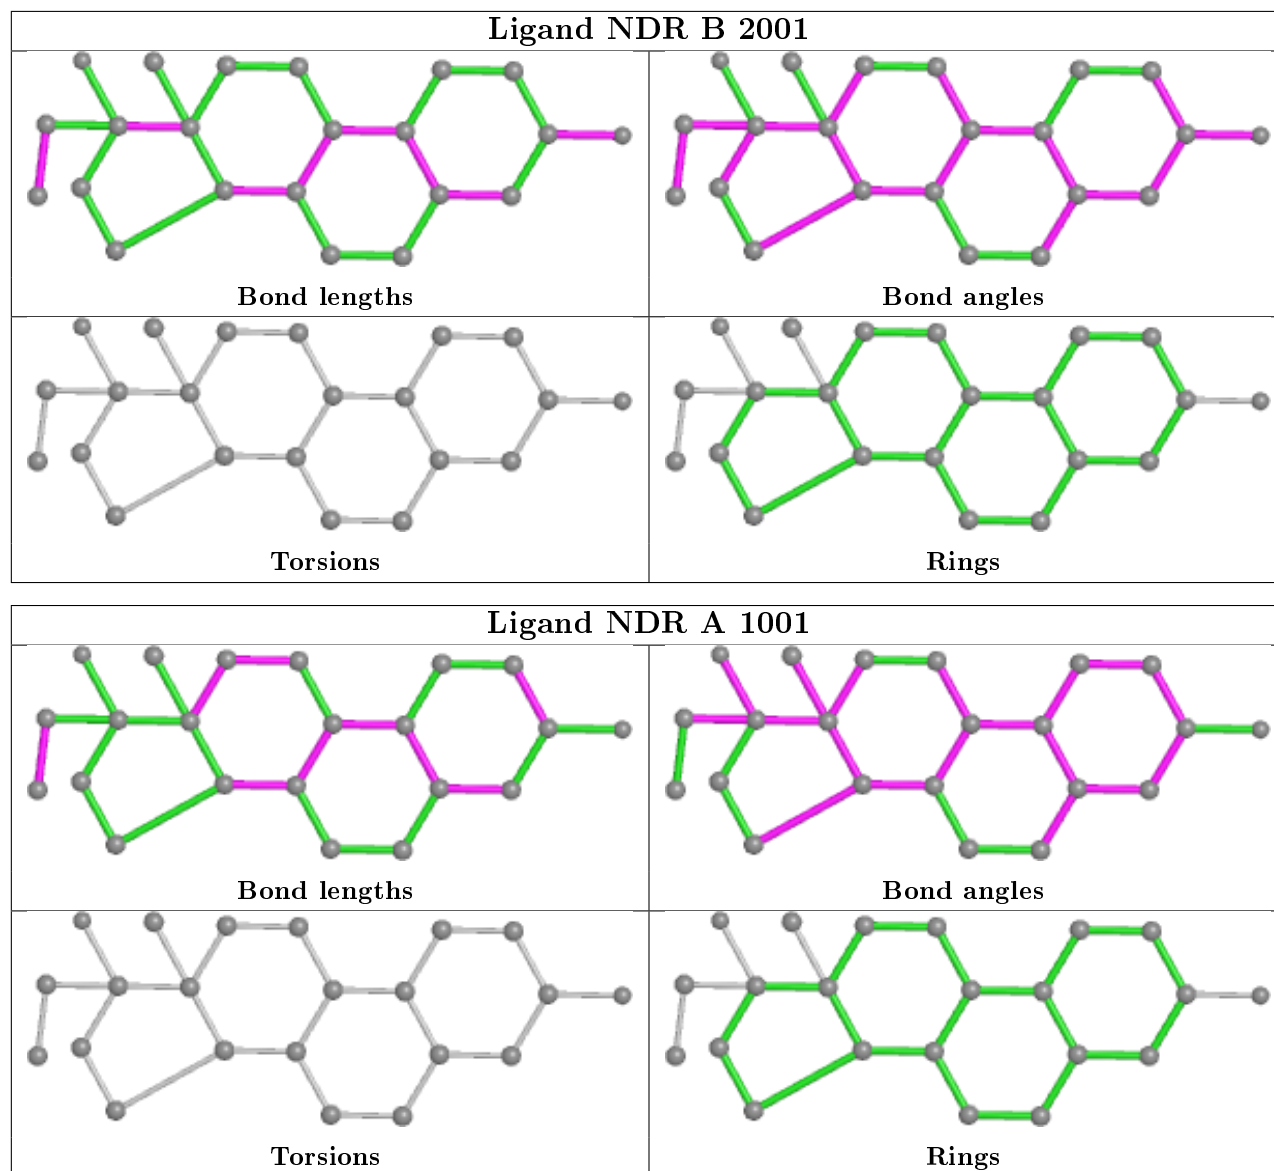 Ligand NDR B 2001
Bond lengths
Bond angles
Torsions
Rings
Ligand NDR A 1001
Bond lengths
Bond angles
Torsions
Rings